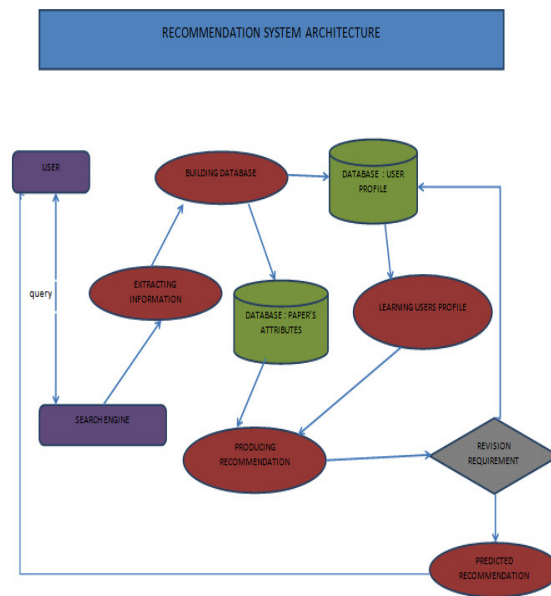 RECOMMENDATION SYSTEM ARCHITECTURE
USER
BUILDING DATABASE
DATABASE : USER
PROFILE
query
EXTRACTING
INFORMATION
DATABASE : PAPER'S
ATTRIBUTES
LEARNING USERS PROFILE
SEARCH ENGINE
PRODUCING
RECOMMENDATION
REVISION
REQUIREMENT
PREDICTED
RECOMMENDATION